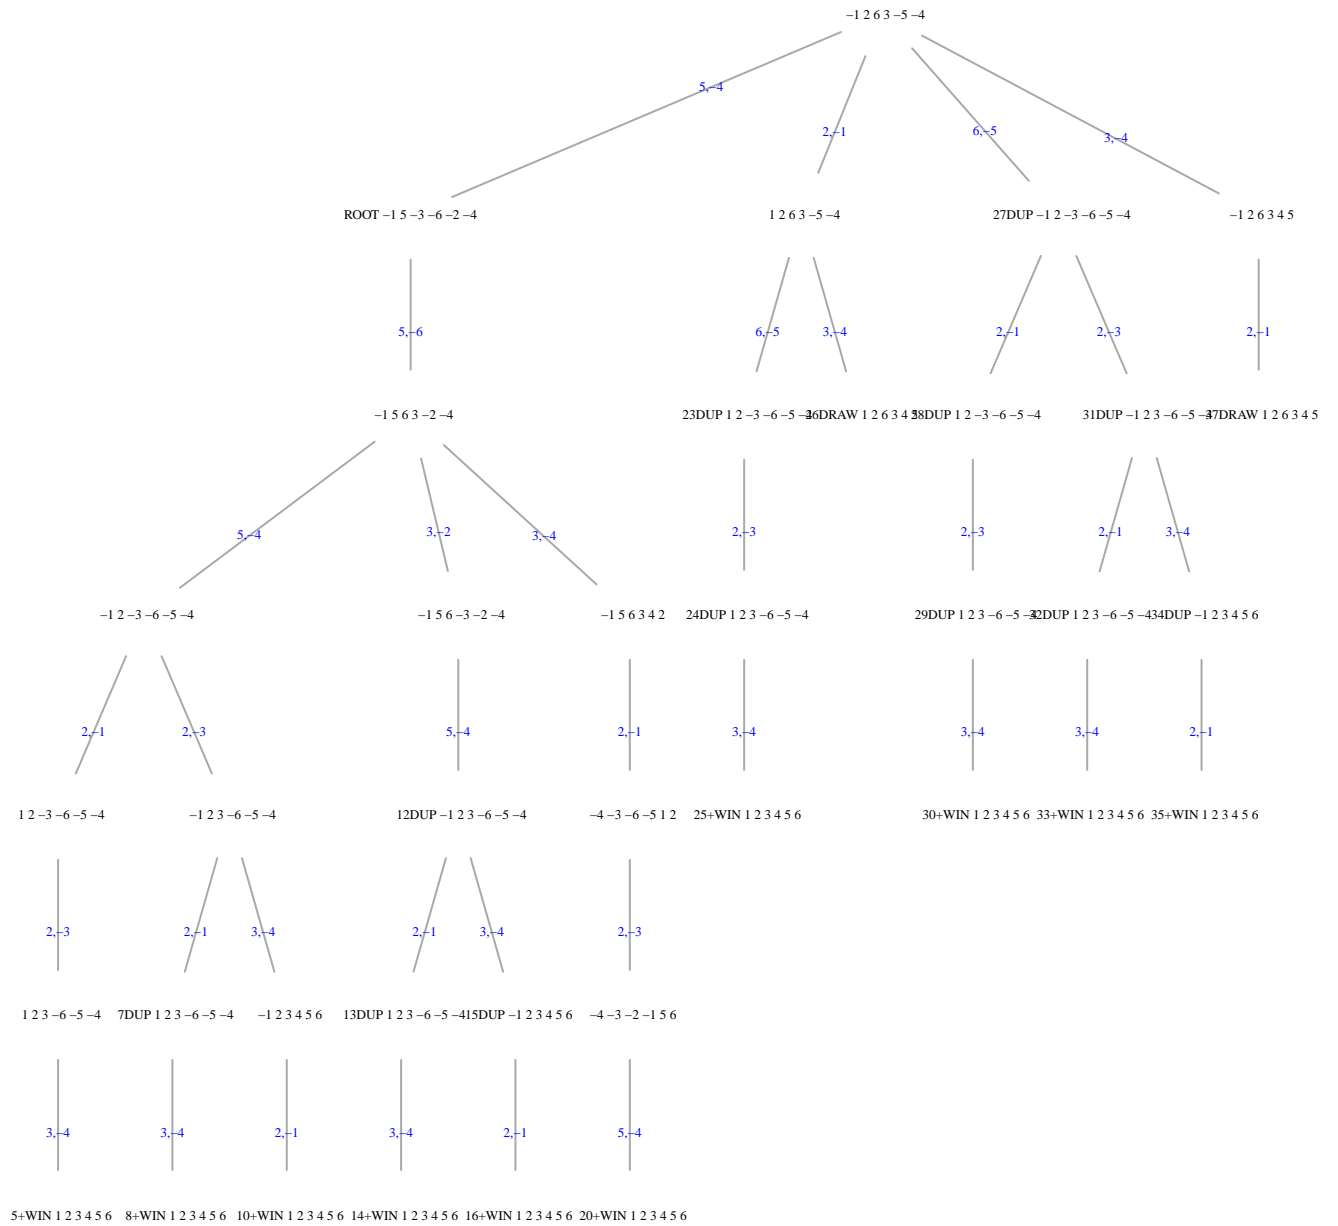 −1 2 6 3 −5 −4
5,−4
2,−1
6,−5
3,−4
ROOT −1 5 −3 −6 −2 −4
1 2 6 3 −5 −4
27DUP −1 2 −3 −6 −5 −4
−1 2 6 3 4 5
5,−6
6,−5
3,−4
2,−1
2,−3
2,−1
−1 5 6 3 −2 −4
23DUP 1 2 −3 −6 −5 −4
26DRAW 1 2 6 3 4 5
28DUP 1 2 −3 −6 −5 −4
31DUP −1 2 3 −6 −5 −4
37DRAW 1 2 6 3 4 5
5,−4
3,−2
3,−4
2,−3
2,−3
2,−1
3,−4
−1 2 −3 −6 −5 −4
−1 5 6 −3 −2 −4
−1 5 6 3 4 2
24DUP 1 2 3 −6 −5 −4
29DUP 1 2 3 −6 −5 −4
32DUP 1 2 3 −6 −5 −4
34DUP −1 2 3 4 5 6
2,−1
2,−3
5,−4
2,−1
3,−4
3,−4
3,−4
2,−1
1 2 −3 −6 −5 −4
−1 2 3 −6 −5 −4
12DUP −1 2 3 −6 −5 −4
−4 −3 −6 −5 1 2
25+WIN 1 2 3 4 5 6
30+WIN 1 2 3 4 5 6
33+WIN 1 2 3 4 5 6
35+WIN 1 2 3 4 5 6
2,−3
2,−1
3,−4
2,−1
3,−4
2,−3
1 2 3 −6 −5 −4
7DUP 1 2 3 −6 −5 −4
−1 2 3 4 5 6
13DUP 1 2 3 −6 −5 −4
15DUP −1 2 3 4 5 6
−4 −3 −2 −1 5 6
3,−4
3,−4
2,−1
3,−4
2,−1
5,−4
5+WIN 1 2 3 4 5 6
8+WIN 1 2 3 4 5 6
10+WIN 1 2 3 4 5 6
14+WIN 1 2 3 4 5 6
16+WIN 1 2 3 4 5 6
20+WIN 1 2 3 4 5 6